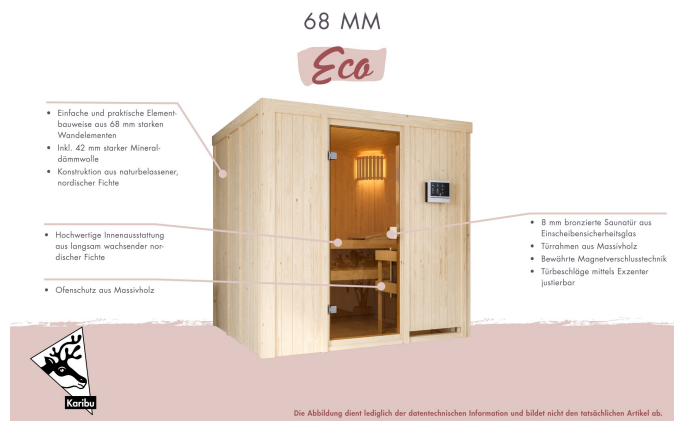 68 MM
Eco
• Einfache und praktische Element-
bauweise aus 68 mm starken
Wandelementen
• Inkl. 42 mm starker Mineral-
dämmwolle
• Konstruktion aus naturbelassener,
nordischer Fichte
• Hochwertige Innenausstattung
aus langsam wachsender nor-
discher Fichte
• Ofenschutz aus Massivholz
• 8 mm bronzierte Saunatür aus
Einscheibensicherheitsglas
• Türrahmen aus Massivholz
• Bewährte Magnetverschlusstechnik
• Türbeschläge mittels Exzenter
justierbar
Karibu
Die Abbildung dient lediglich der datentechnischen Information und bildet nicht den tatsächlichen Artikel ab.